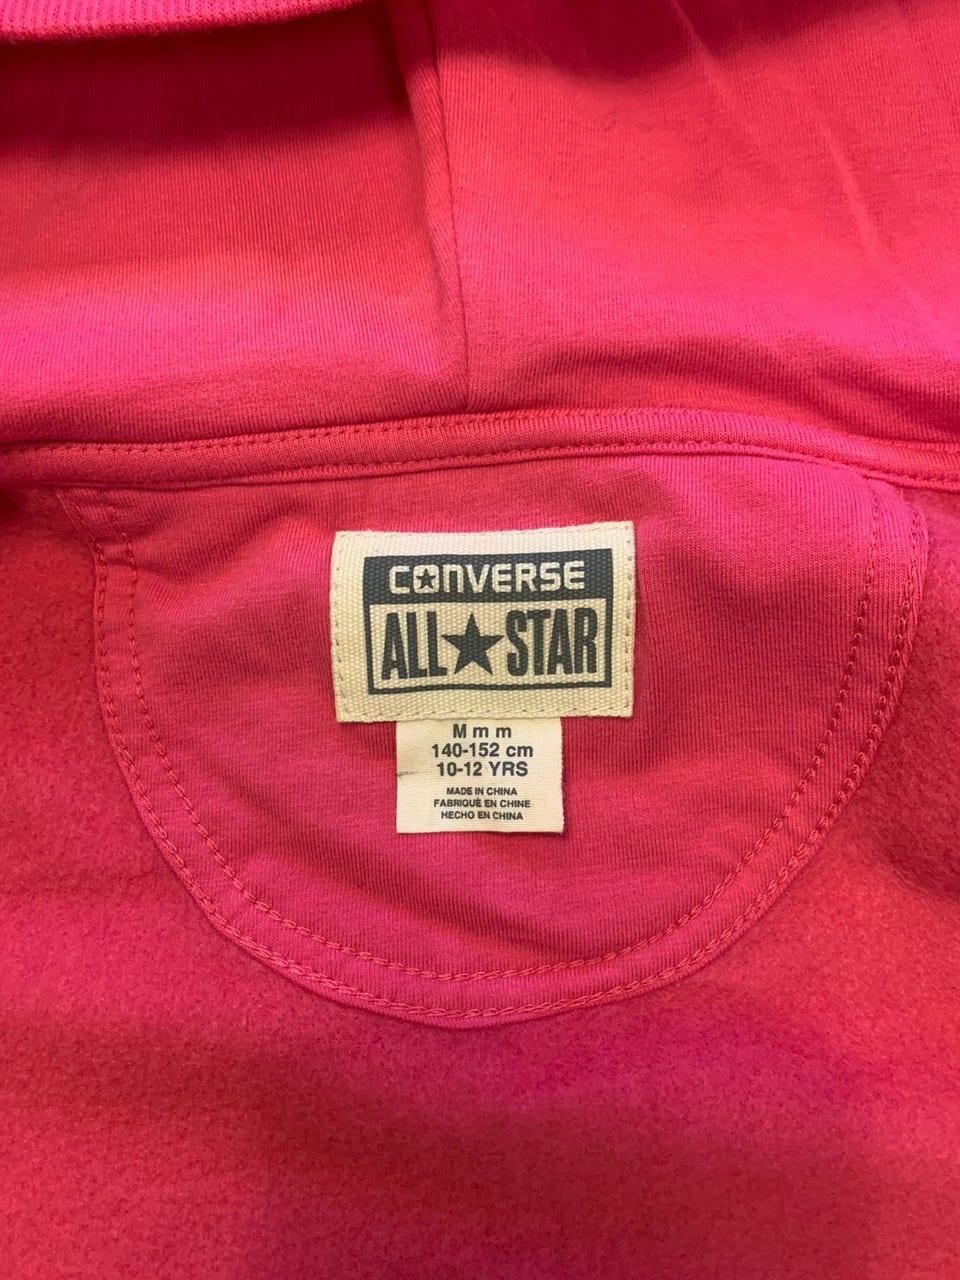 CONVERSE
ALL★STAR
M m m
140-152 cm
10-12 YRS
MADE IN CHINA
FABRIQUÉ EN CHINE
HECHO EN CHINA